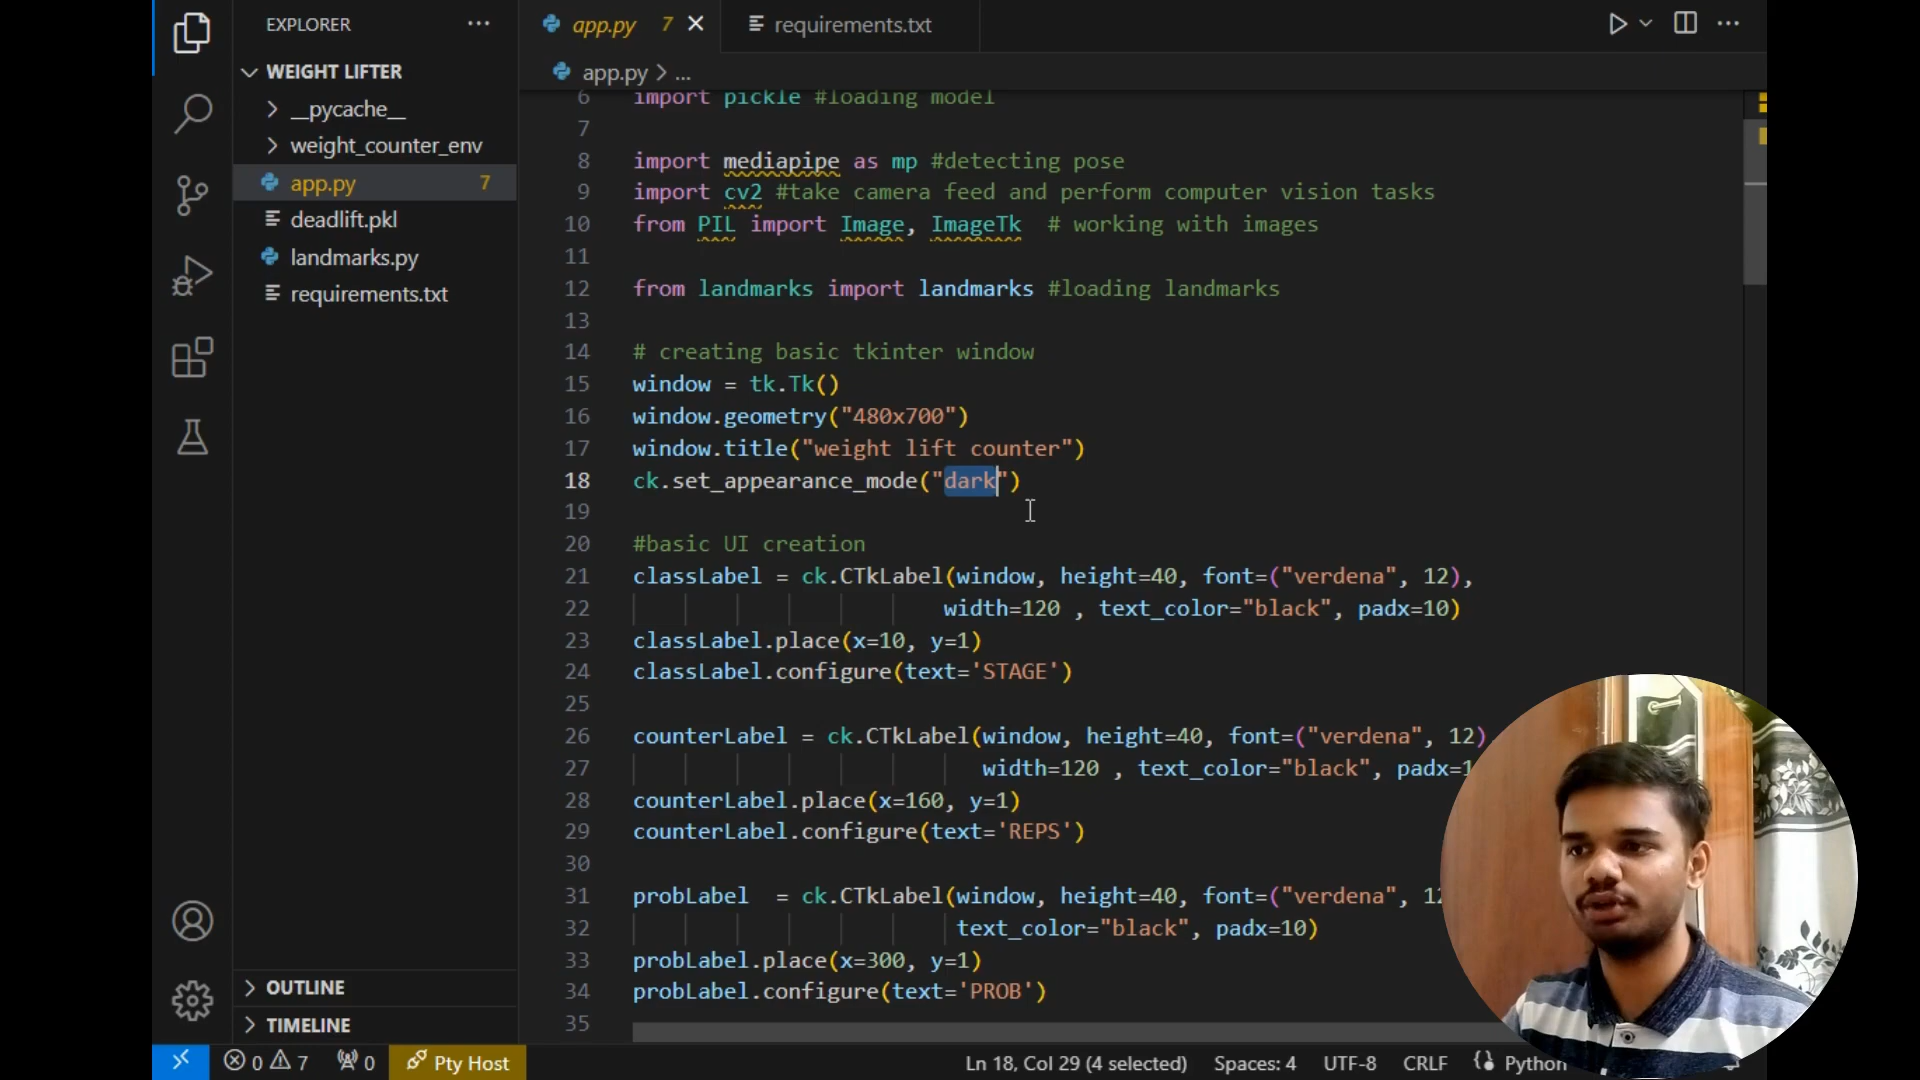 EXPLORER
WEIGHT LIFTER
__pycache__
weight_counter_env
app.py 7
deadlift.pkl
landmarks.py
requirements.txt
OUTLINE
TIMELINE
app.py 7
requirements.txt
app.py > ...
6 import pickle #loading model
7
8 import mediapipe as mp #detecting pose
9 import cv2 #take camera feed and perform computer vision tasks
10 from PIL import Image, ImageTk # working with images
11
12 from landmarks import landmarks #loading landmarks
13
14 # creating basic tkinter window
15 window = tk.Tk()
16 window.geometry("480x700")
17 window.title("weight lift counter")
18 ck.set_appearance_mode("dark")
19
20 #basic UI creation
21 classLabel = ck.CTkLabel(window, height=40, font=("verdena", 12),
22 width=120 , text_color="black", padx=10)
23 classLabel.place(x=10, y=1)
24 classLabel.configure(text='STAGE')
25
26 counterLabel = ck.CTkLabel(window, height=40, font=("verdena", 12)
27 width=120 , text_color="black", padx=1
28 counterLabel.place(x=160, y=1)
29 counterLabel.configure(text='REPS')
30
31 probLabel = ck.CTkLabel(window, height=40, font=("verdena", 12
32 text_color="black", padx=10)
33 probLabel.place(x=300, y=1)
34 probLabel.configure(text='PROB')
35
0 7 0 Pty Host Ln 18, Col 29 (4 selected) Spaces: 4 UTF-8 CRLF Python